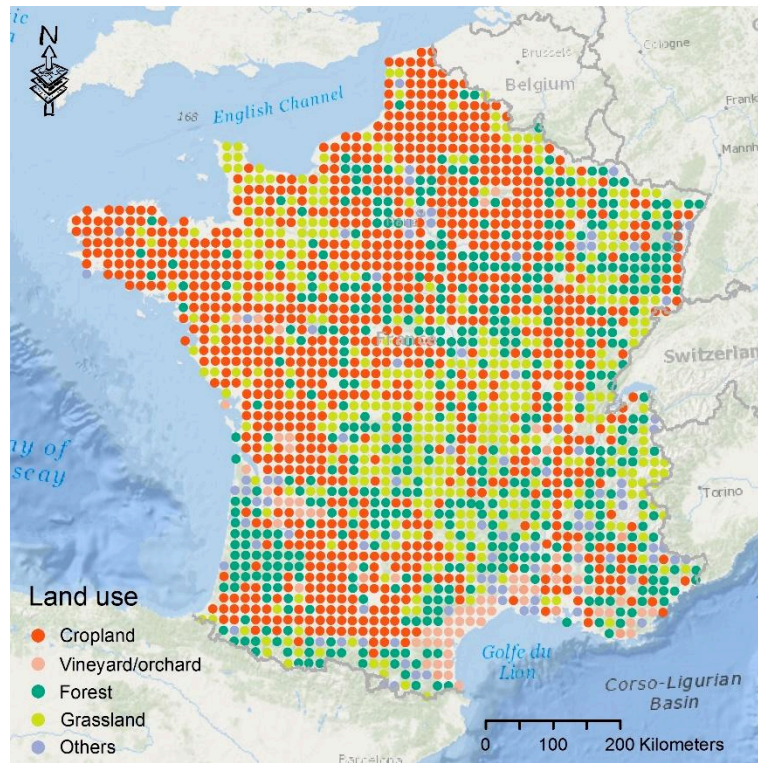 N
Brussels
Cologne
Belgium
English Channel
168
Frank
Mannh
France
Switzerlan
ay of
scay
Torino
Land use
Cropland
Vineyard/orchard
Forest
Grassland
Others
Golfe du
Lion
Corso-Ligurian
Basin
0 100 200 Kilometers
Barcelona